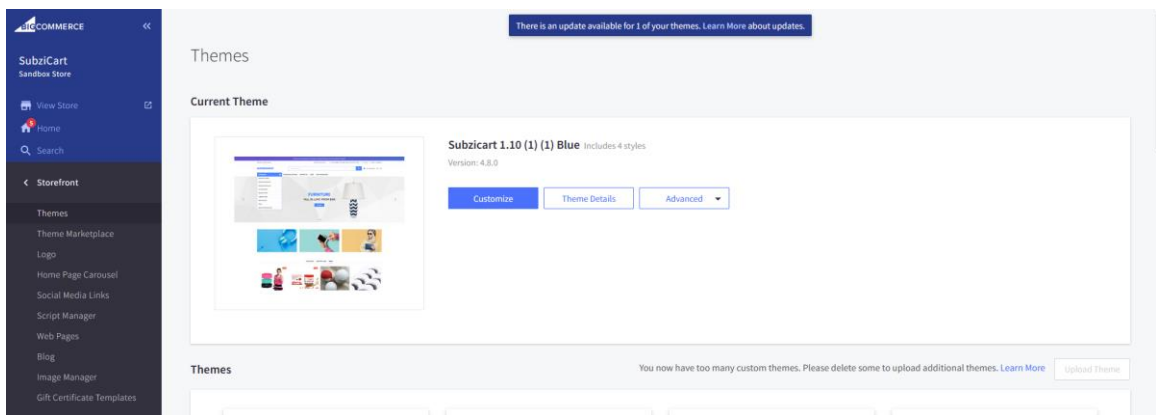 BIGCOMMERCE
There is an update available for 1 of your themes. Learn More about updates.
SubziCart
Sandbox Store
View Store
5
Home
Search
Storefront
Themes
Theme Marketplace
Logo
Home Page Carousel
Social Media Links
Script Manager
Web Pages
Blog
Image Manager
Gift Certificate Templates
Themes
Current Theme
FURNITURE
Subzicart 1.10 (1) (1) Blue Includes 4 styles
Version: 4.8.0
Customize
Theme Details
Advanced
Themes
You now have too many custom themes. Please delete some to upload additional themes. Learn More
Upload Theme